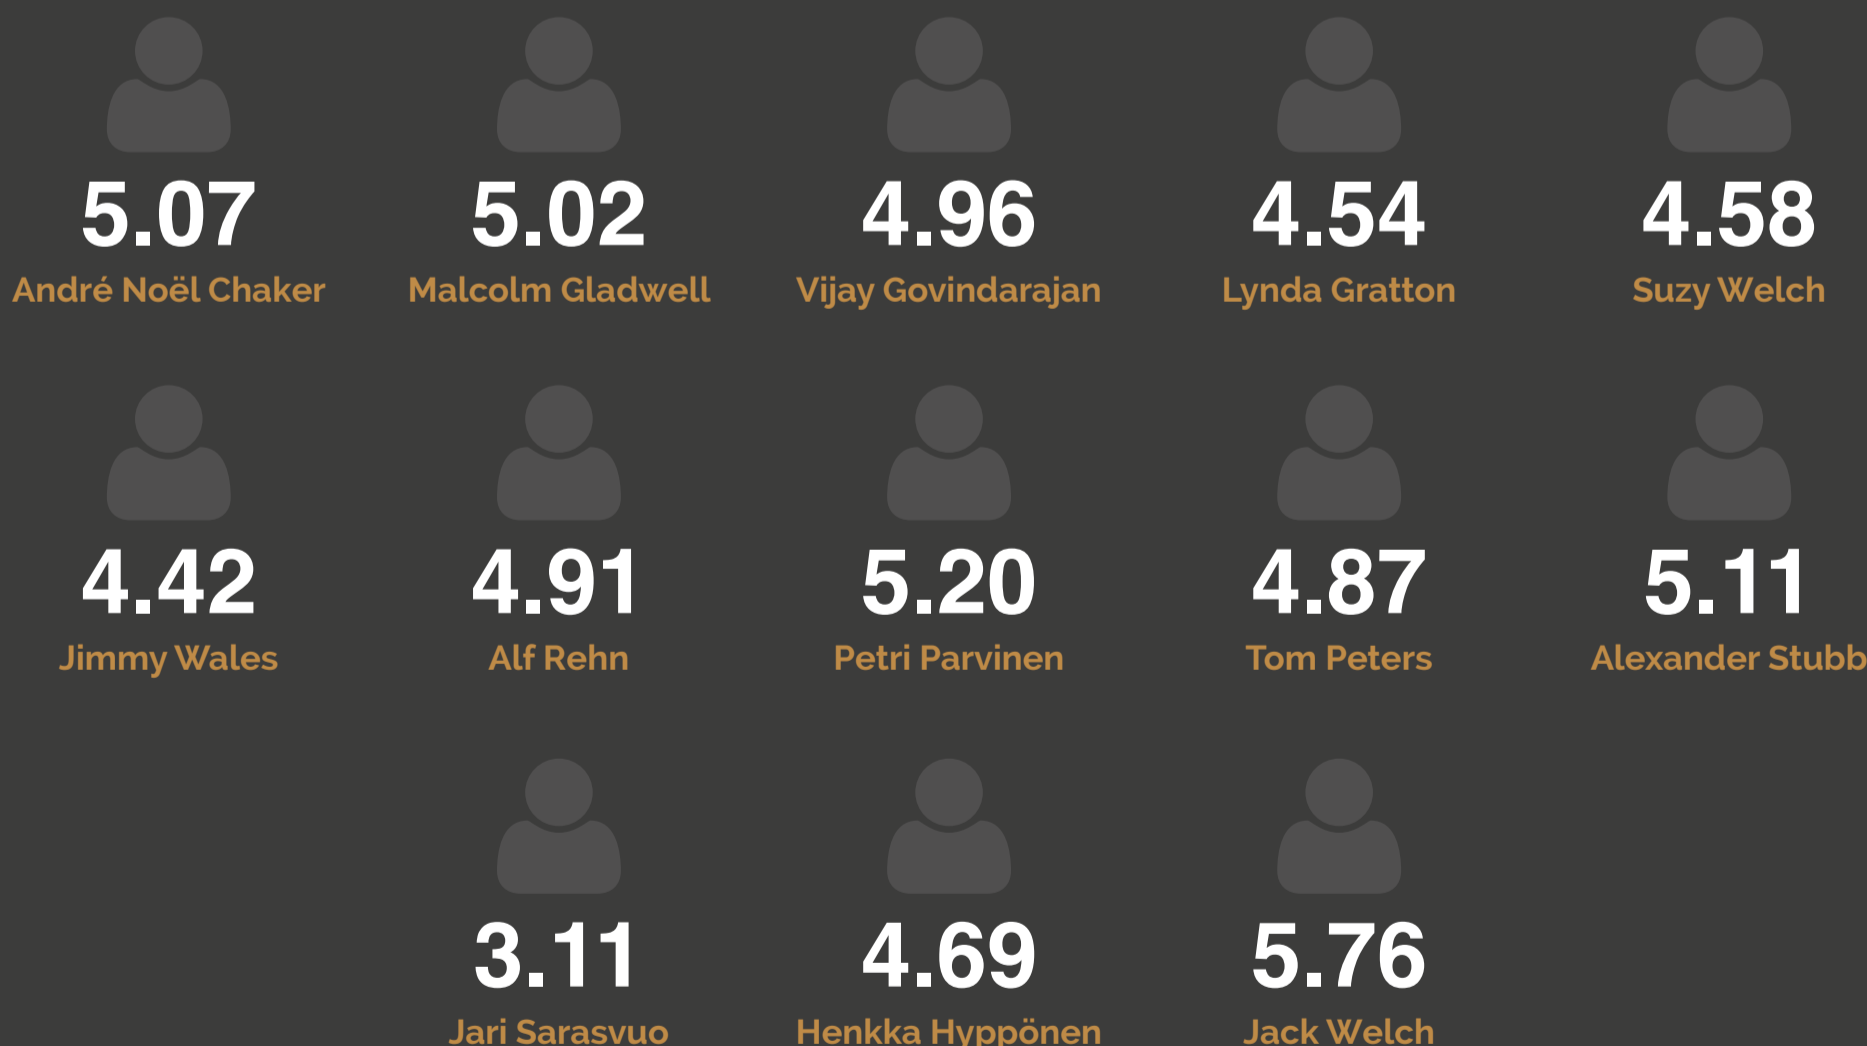 5.07 5.02 4.96 4.54 4.58
André Noël Chaker Malcolm Gladwell Vijay Govindarajan Lynda Gratton Suzy Welch
4.42 4.91 5.20 4.87 5.11
Jimmy Wales Alf Rehn Petri Parvinen Tom Peters Alexander Stubb
3.11 4.69 5.76
Jari Sarasvuo Henkka Hyppönen Jack Welch